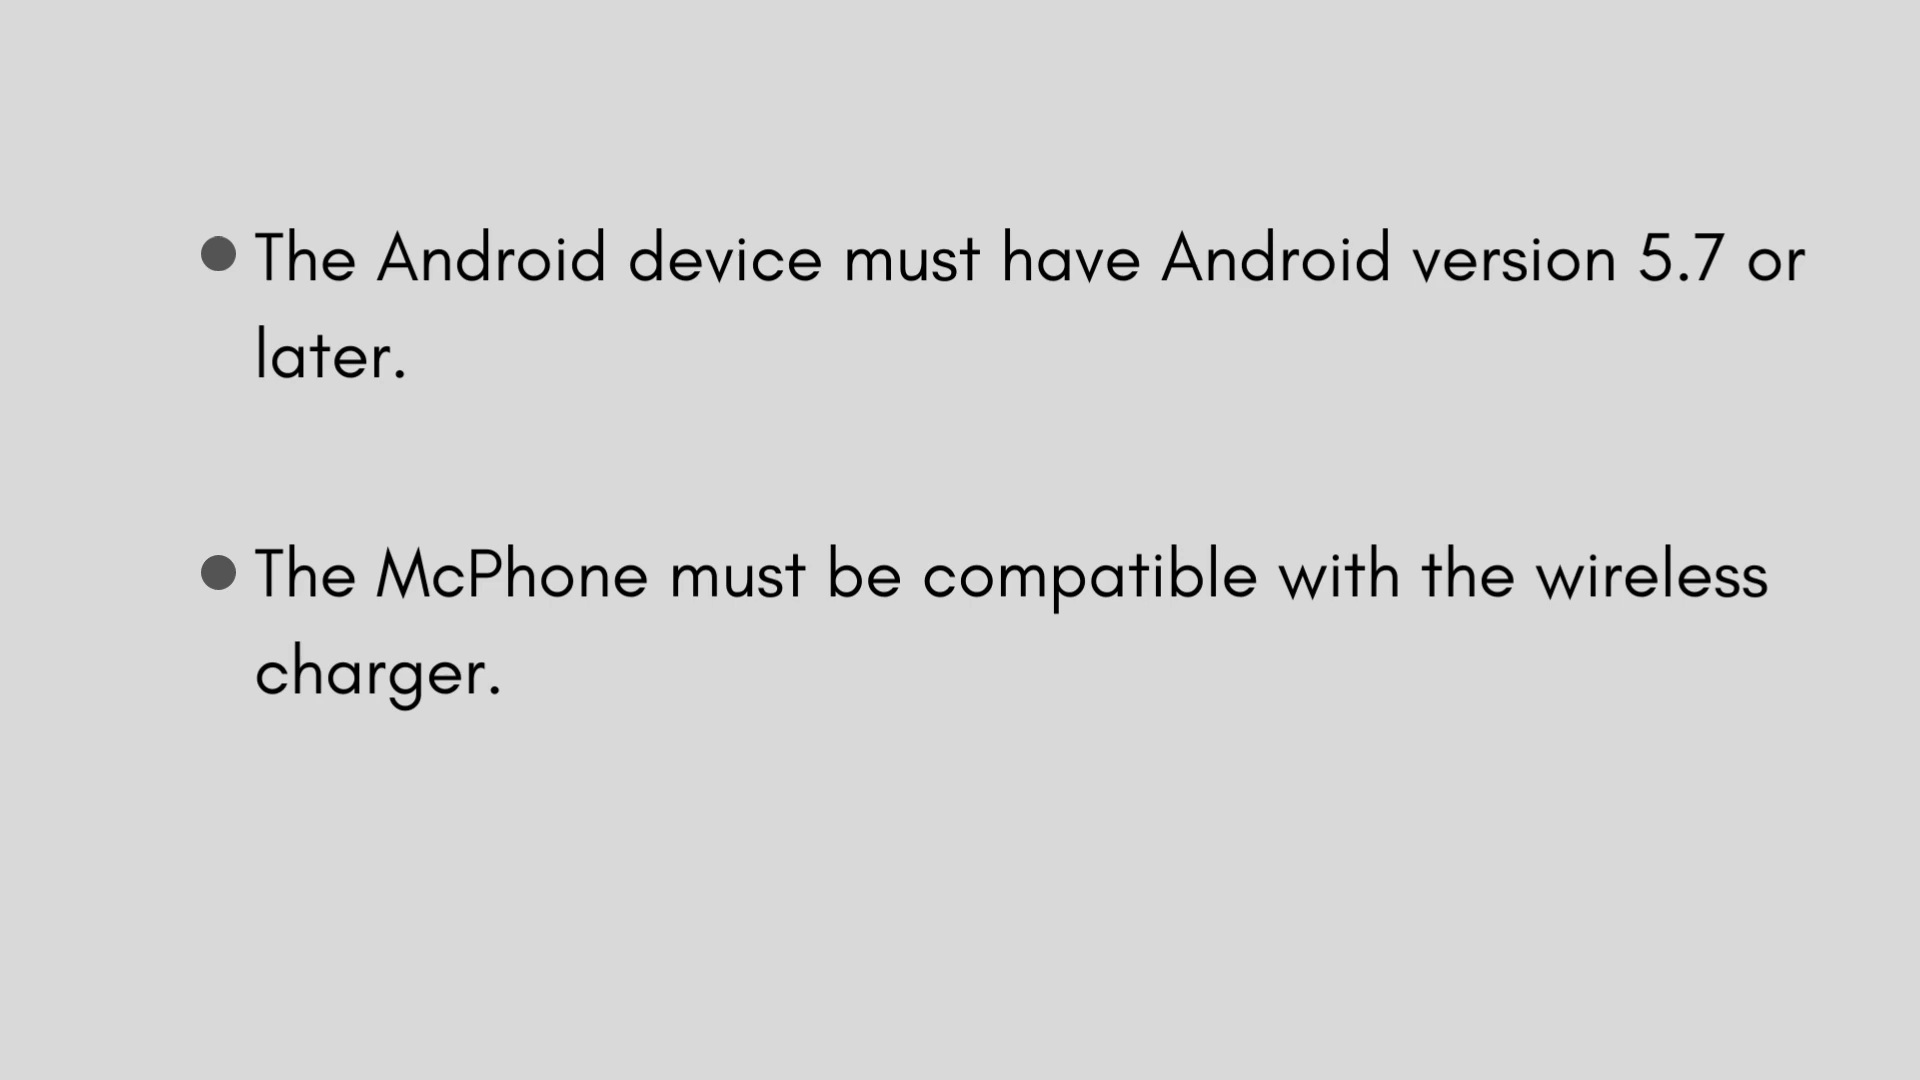 The Android device must have Android version 5.7 or
later.
The McPhone must be compatible with the wireless
charger.